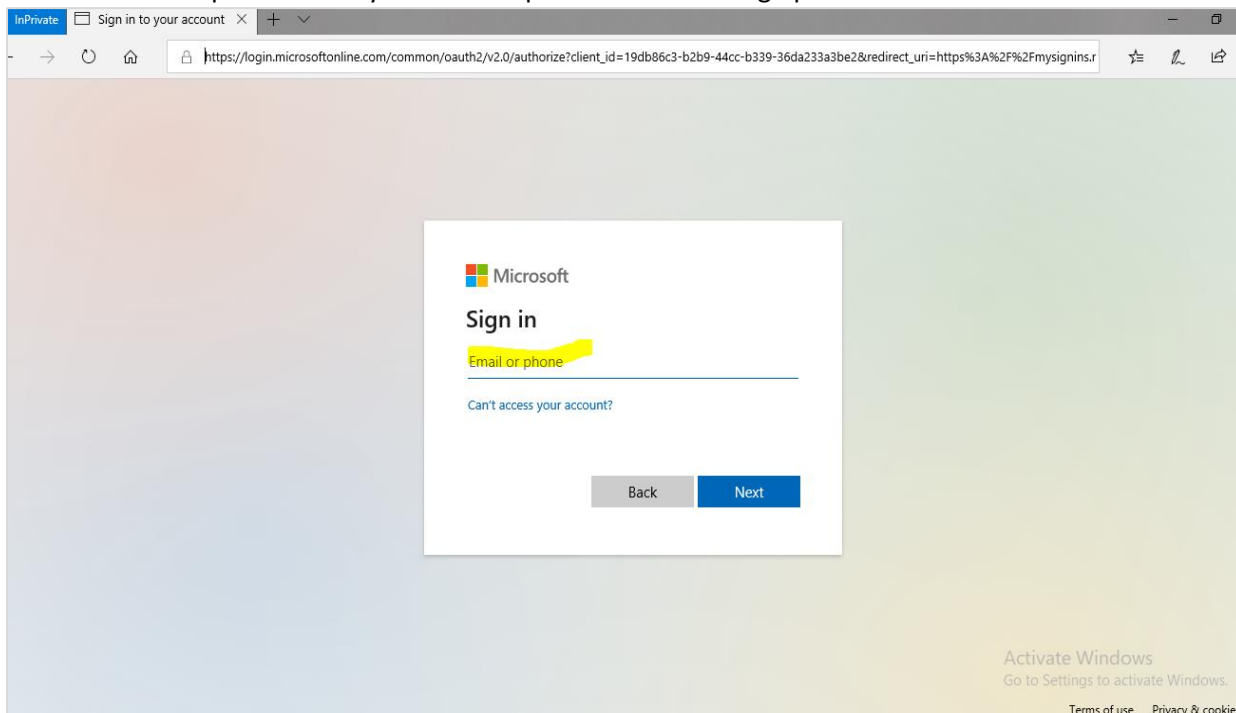 InPrivate Sign in to your account
https://login.microsoftonline.com/common/oauth2/v2.0/authorize?client_id=19db86c3-b2b9-44cc-b339-36da233a3be2&redirect_uri=https%3A%2F%2Fmysignins.r
Microsoft
Sign in
Email or phone
Can't access your account?
Back Next
Activate Windows
Go to Settings to activate Windows.
Terms of use Privacy & cookie